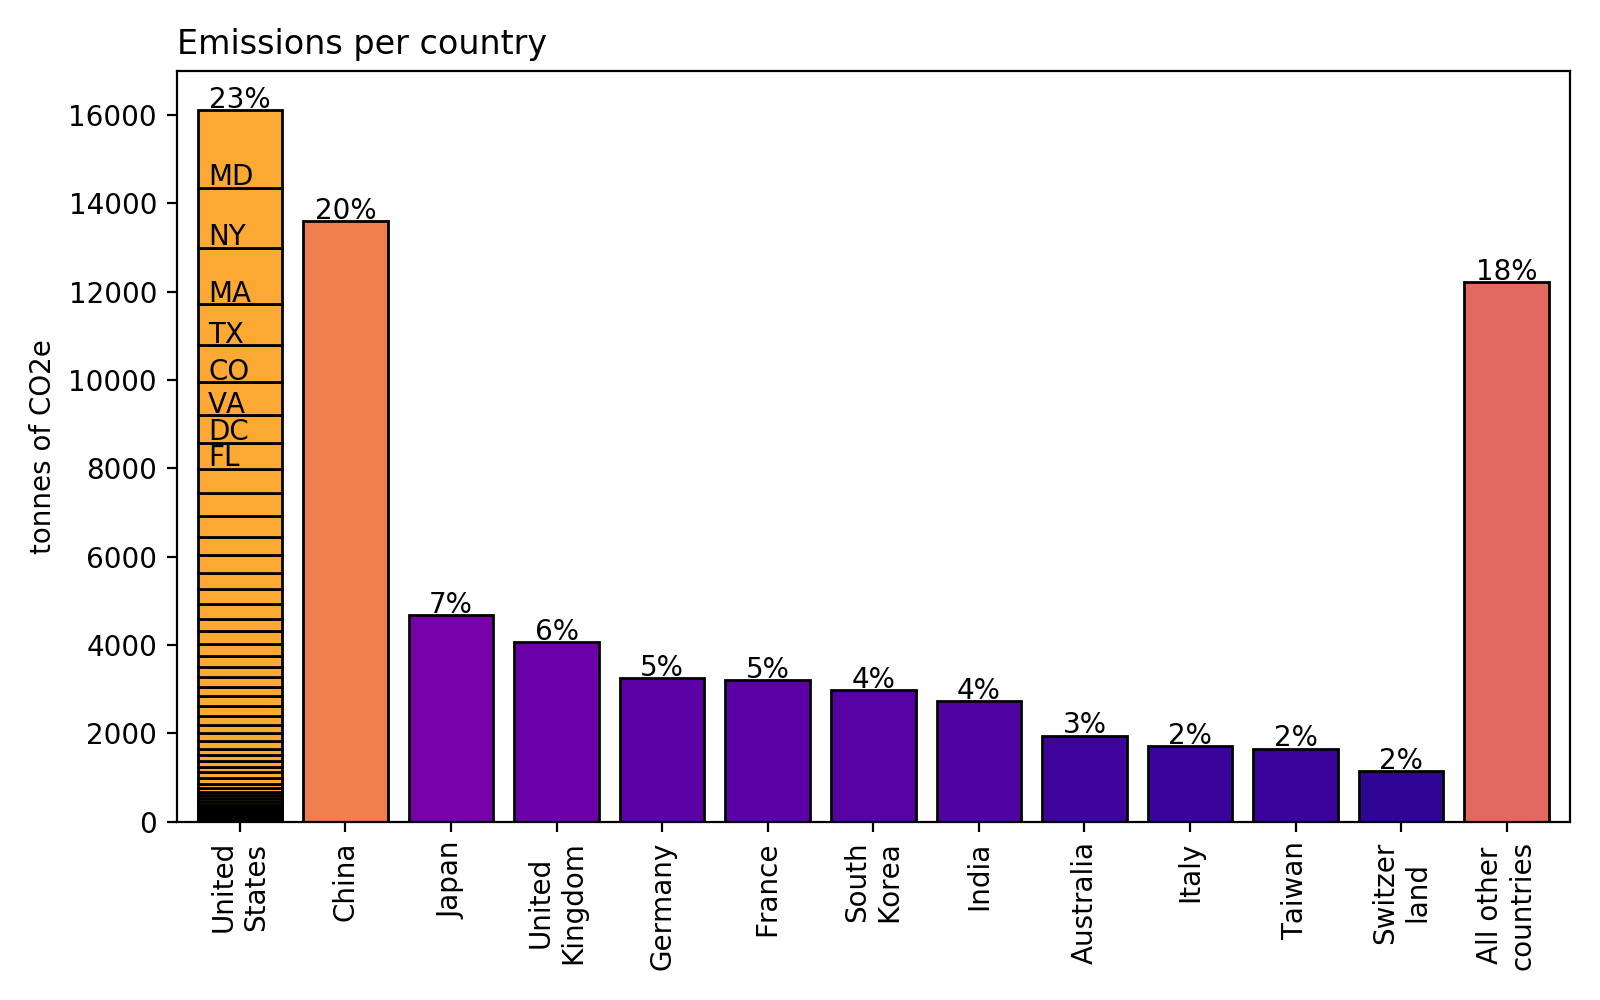 Emissions per country
tonnes of CO2e
16000
14000
12000
10000
8000
6000
4000
2000
0
23%
MD
NY
MA
TX
CO
VA
DC
FL
20%
7%
6%
5%
5%
4%
4%
3%
2%
2%
2%
18%
United
States
China
Japan
United
Kingdom
Germany
France
South
Korea
India
Australia
Italy
Taiwan
Switzer
land
All other
countries